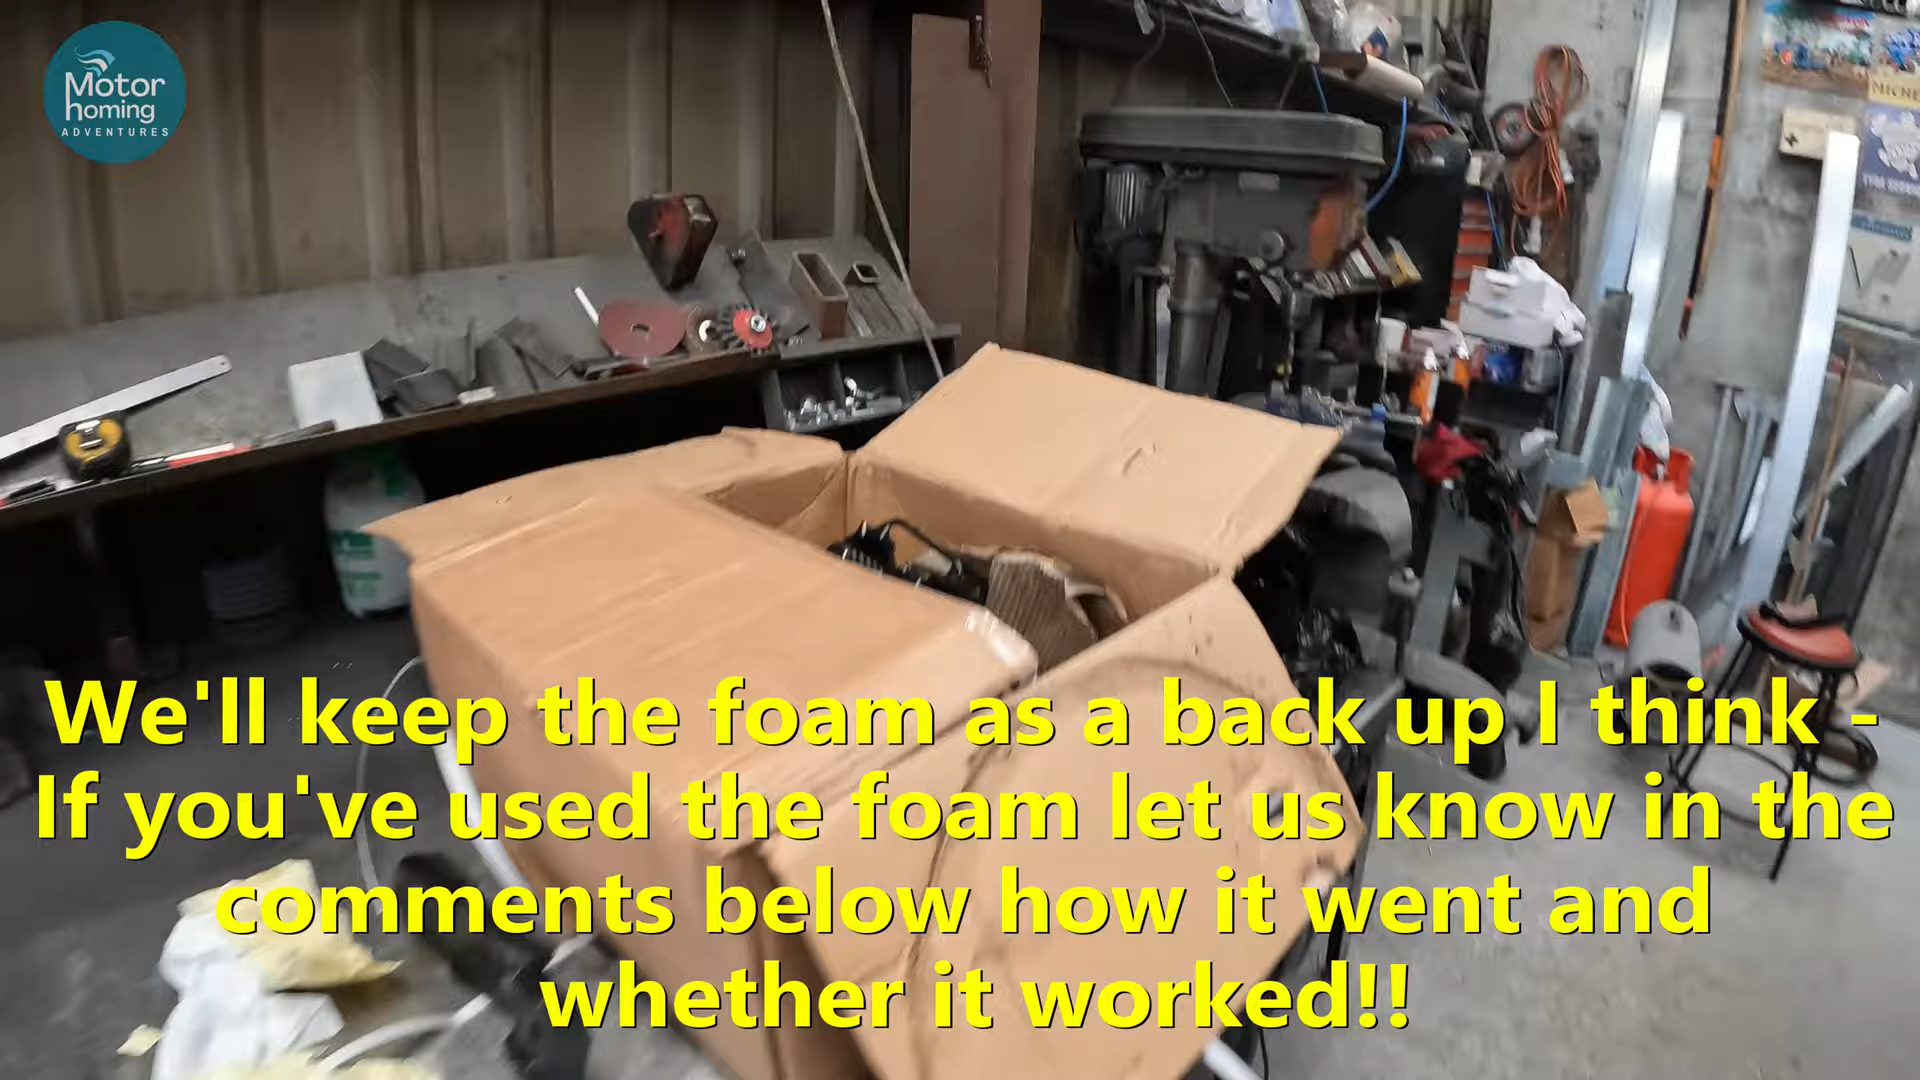 Motor
homing
ADVENTURES
We'll keep the foam as a back up I think -
If you've used the foam let us know in the
comments below how it went and
whether it worked!!